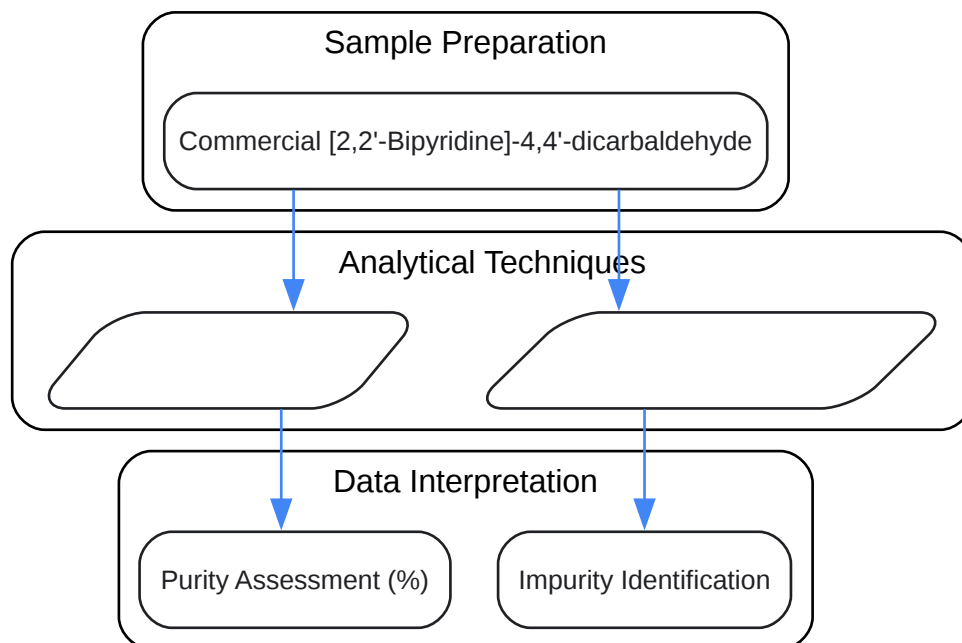 Sample Preparation
Commercial [2,2'-Bipyridine]-4,4'-dicarbaldehyde
Analytical Techniques
Data Interpretation
Purity Assessment (%)
Impurity Identification